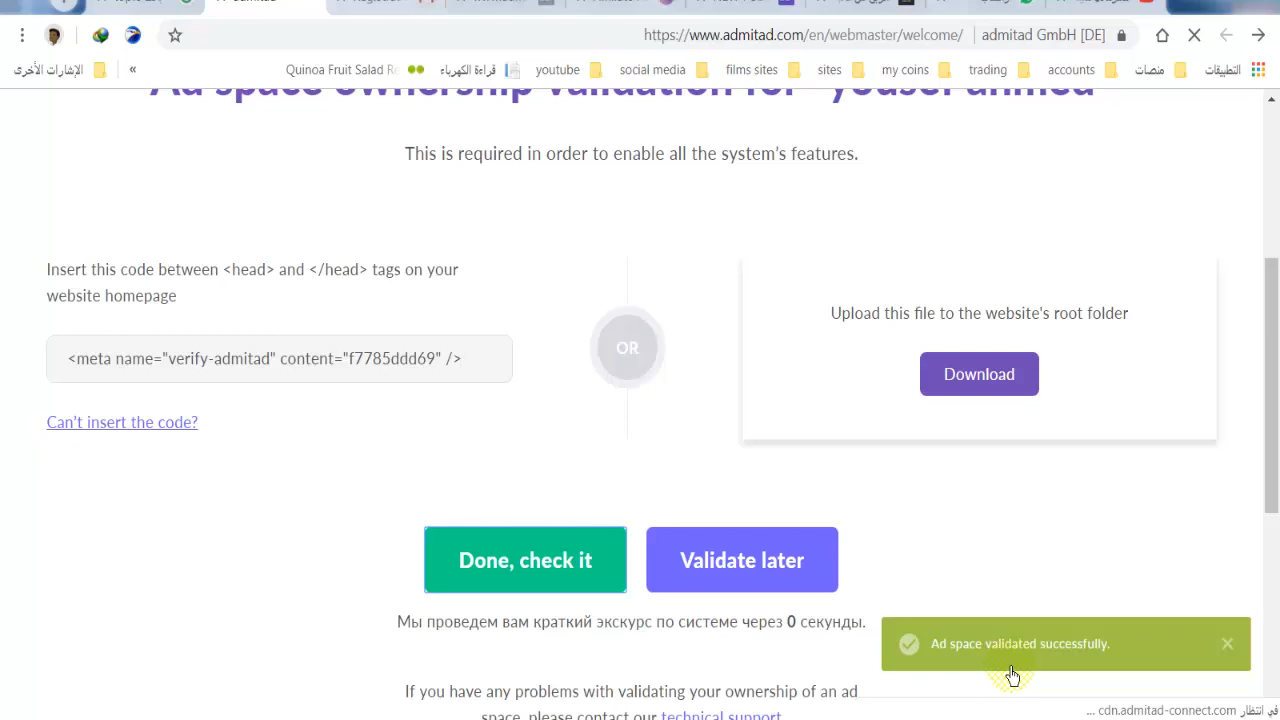 https://www.admitad.com/en/webmaster/welcome/ admitad GmbH [DE]
الإشارات الأخرى
«
Quinoa Fruit Salad
قراءة الكهرباء
youtube
social media
films sites
sites
my coins
trading
accounts
منصات
التطبيقات
This is required in order to enable all the system's features.
Insert this code between <head> and </head> tags on your
website homepage
<meta name="verify-admitad" content="f7785ddd69" />
Can't insert the code?
OR
Upload this file to the website's root folder
Download
Done, check it
Validate later
Мы проведем вам краткий экскурс по системе через 0 секунды.
Ad space validated successfully.
If you have any problems with validating your ownership of an ad
space, please contact our technical support
في انتظار cdn.admitad-connect.com ...